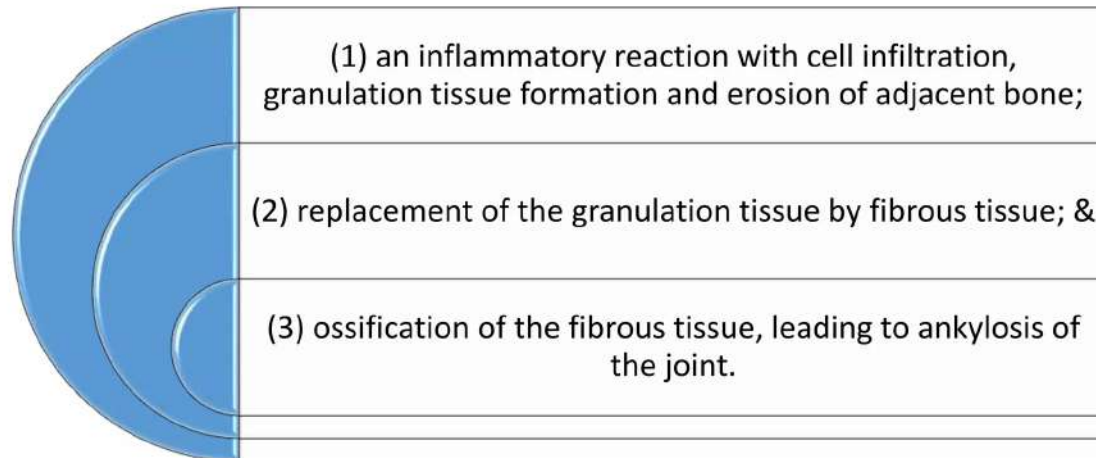 (1) an inflammatory reaction with cell infiltration,
granulation tissue formation and erosion of adjacent bone;
(2) replacement of the granulation tissue by fibrous tissue; &
(3) ossification of the fibrous tissue, leading to ankylosis of
the joint.